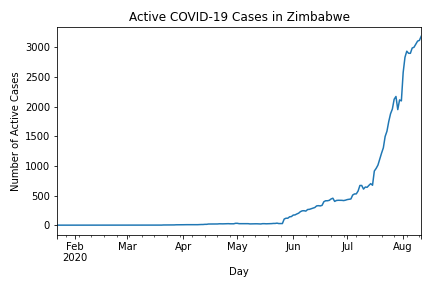 Active COVID-19 Cases in Zimbabwe
Number of Active Cases
3000
2500
2000
1500
1000
500
0
Feb Mar Apr May Jun Jul Aug
2020
Day